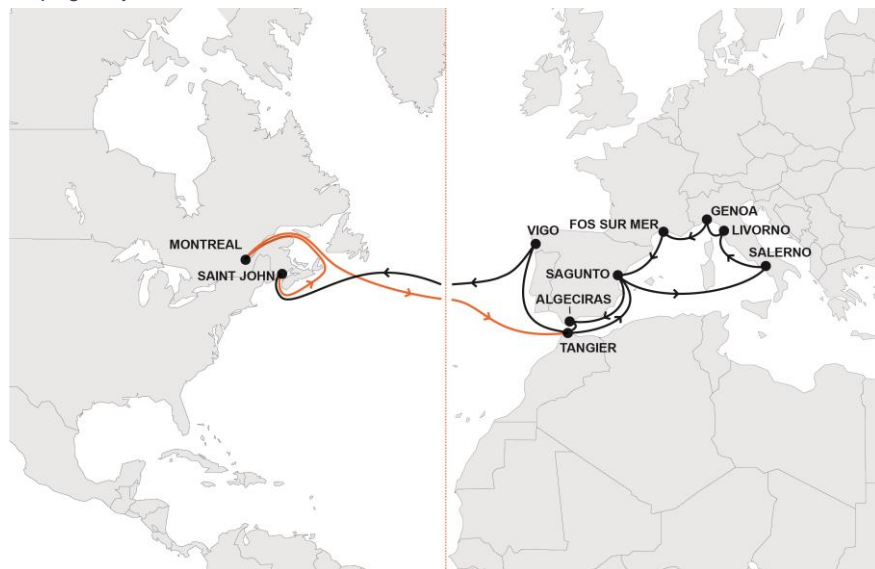 MONTREAL
SAINT JOHN
VIGO
FOS SUR MER
GENOA
LIVORNO
SALERNO
SAGUNTO
ALGECIRAS
TANGIER